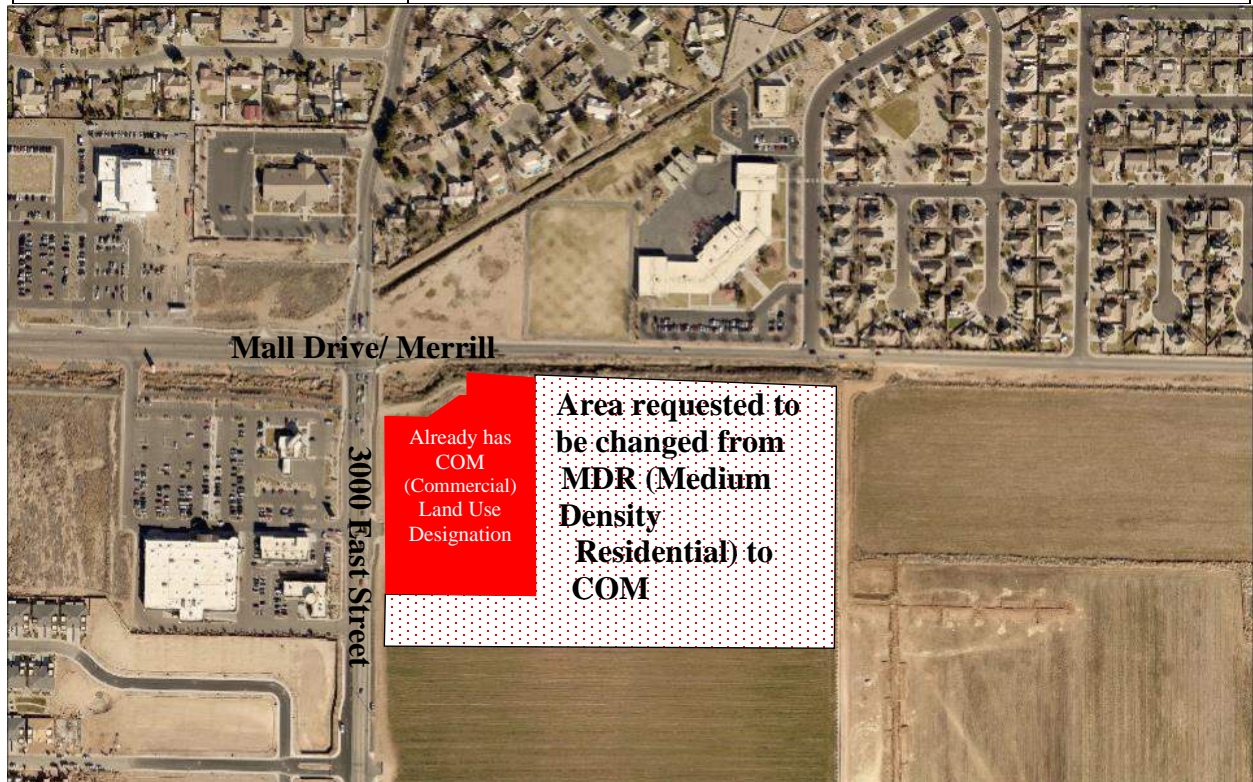 Mall Drive/ Merrill
3000 East Street
Already has
COM
(Commercial)
Land Use
Designation
Area requested to
be changed from
MDR (Medium
Density
Residential) to
COM